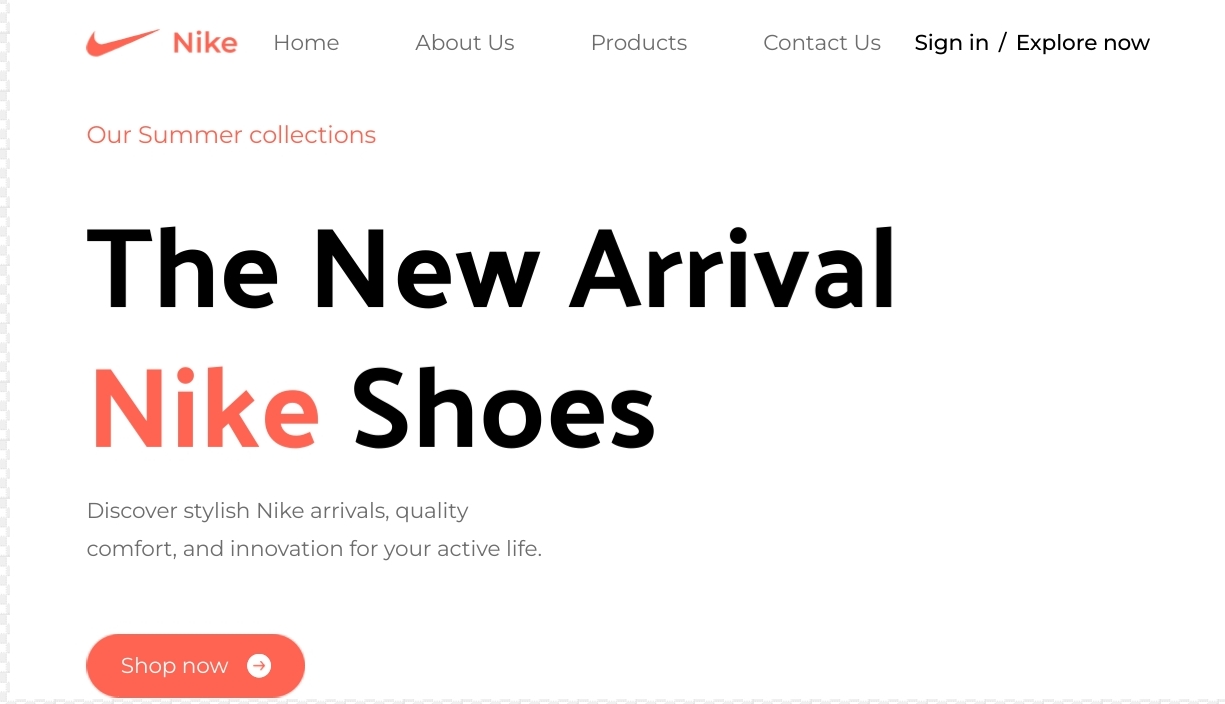 Nike Home About Us Products Contact Us Sign in / Explore now
Our Summer collections
The New Arrival
Nike Shoes
Discover stylish Nike arrivals, quality
comfort, and innovation for your active life.
Shop now